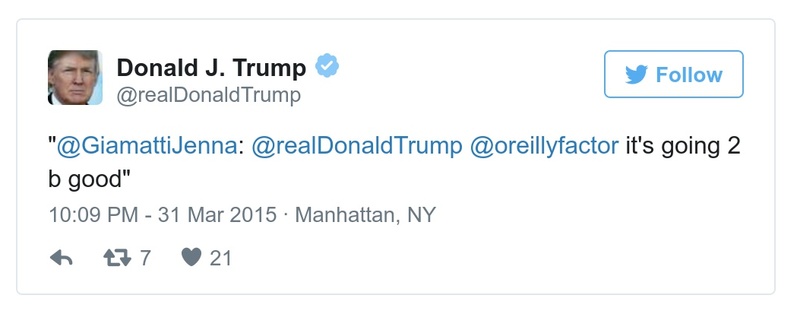 Donald J. Trump
Follow
@realDonaldTrump
"@GiamattiJenna: @realDonaldTrump @oreillyfactor it's going 2
b good"
10:09 PM - 31 Mar 2015 · Manhattan, NY
7 21